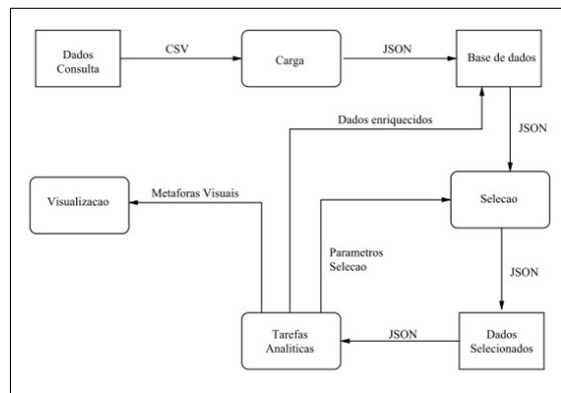 Dados
Consulta
CSV
Carga
JSON
Base de dados
Dados enriquecidos
JSON
Visualizacao
Metaforas Visuais
Selecao
Parametros
Selecao
JSON
Tarefas
Analiticas
JSON
Dados
Selecionados